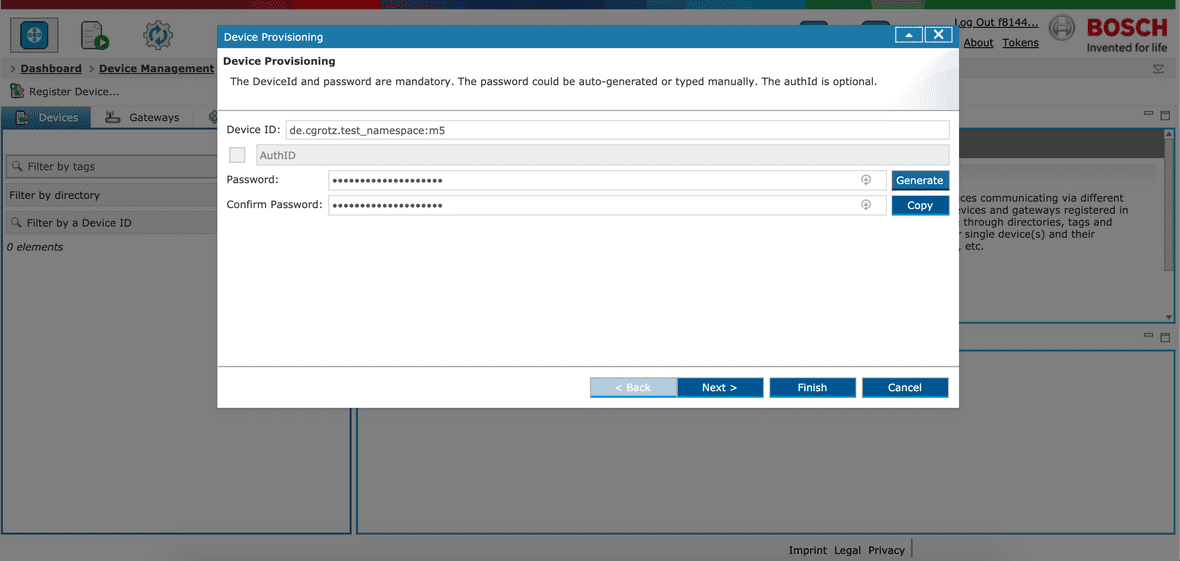 Log Out f8144...
About Tokens
BOSCH
Invented for life
> Dashboard > Device Management
Register Device...
Devices
Gateways
Filter by tags
Filter by directory
Filter by a Device ID
0 elements
Device Provisioning
Device Provisioning
The DeviceId and password are mandatory. The password could be auto-generated or typed manually. The authId is optional.
Device ID: de.cgrotz.test_namespace:m5
AuthID
Password: ••••••••••••••••••••
Generate
Confirm Password: ••••••••••••••••••••
Copy
< Back
Next >
Finish
Cancel
ces communicating via different
evices and gateways registered in
through directories, tags and
single device(s) and their
, etc.
Imprint Legal Privacy